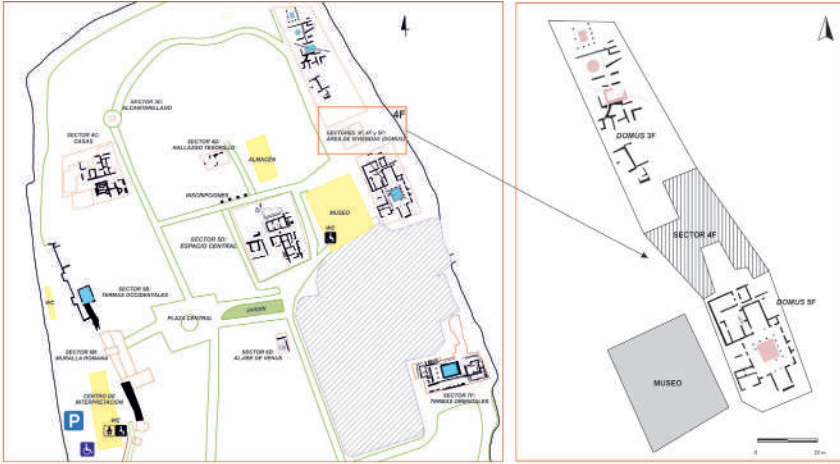 4F
SECTOR 3C:
ALCANTARILLADO
SECTORES 3F, 4F y 5F:
ÁREA DE VIVIENDAS (DOMUS)
SECTOR 4C:
CASAS
SECTOR 4D:
HALLAZGO TESORILLO
ALMACÉN
INSCRIPCIONES
MUSEO
WC
SECTOR 5D:
ESPACIO CENTRAL
SECTOR 5B:
TERMAS OCCIDENTALES
WC
PLAZA CENTRAL
JARDÍN
SECTOR 6B:
MURALLA ROMANA
SECTOR 6D:
ALJIBE DE VENUS
CENTRO DE
INTERPRETACIÓN
SECTOR 7F:
TERMAS ORIENTALES
P
WC
DOMUS 3F
SECTOR 4F
DOMUS 5F
MUSEO
0
20 m